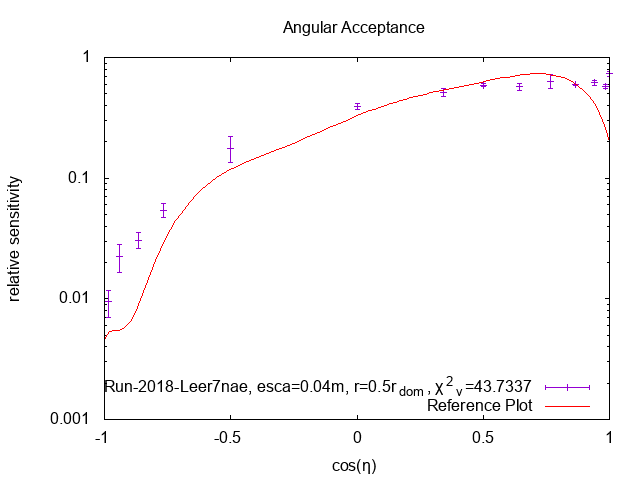 Angular Acceptance
relative sensitivity
1
0.1
0.01
0.001
Run-2018-Leer7nae, esca=0.04m, r=0.5r_dom, χ²_ν=43.7337
Reference Plot
-1 -0.5 0 0.5 1
cos(η)